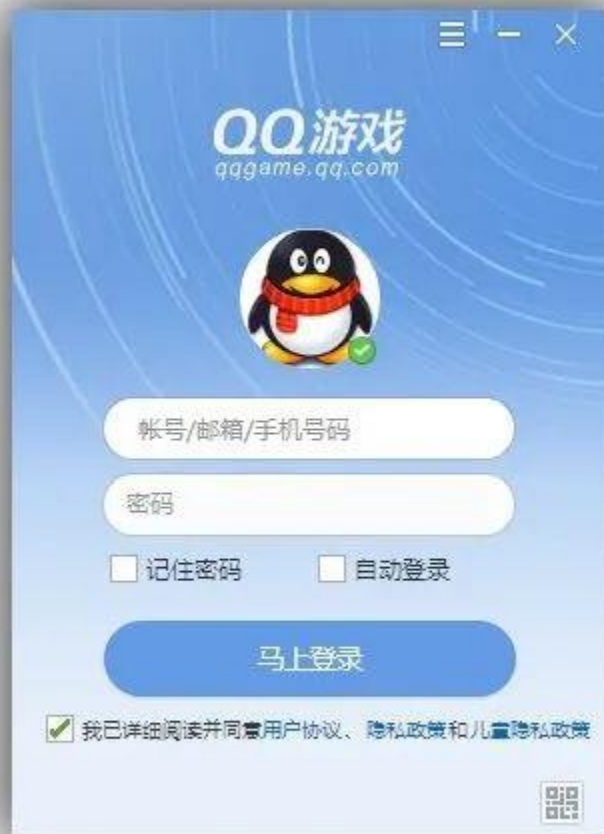 QQ游戏
qqgame.qq.com
帐号/邮箱/手机号码
密码
记住密码 自动登录
马上登录
我已详细阅读并同意用户协议、隐私政策和儿童隐私政策